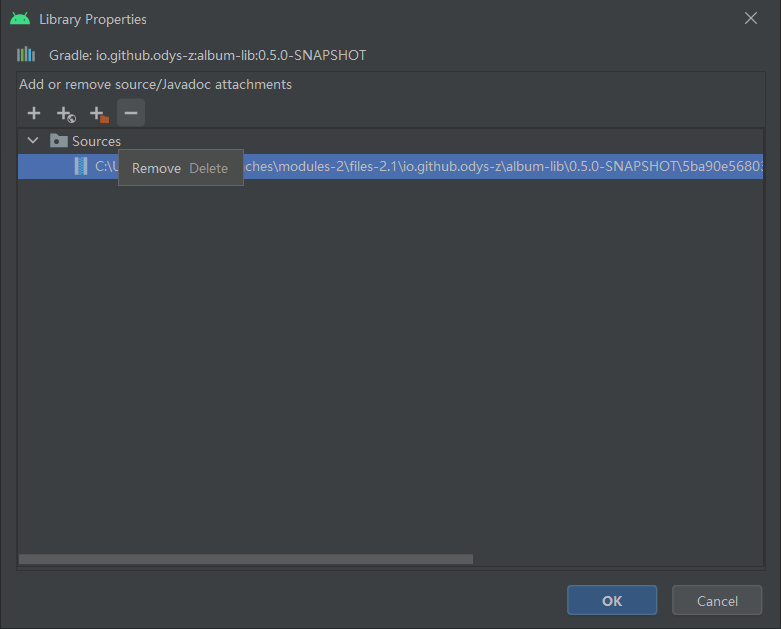 Library Properties
Gradle: io.github.odys-z:album-lib:0.5.0-SNAPSHOT
Add or remove source/Javadoc attachments
Sources
C:\U ches\modules-2\files-2.1\io.github.odys-z\album-lib\0.5.0-SNAPSHOT\5ba90e5680
Remove Delete
OK Cancel